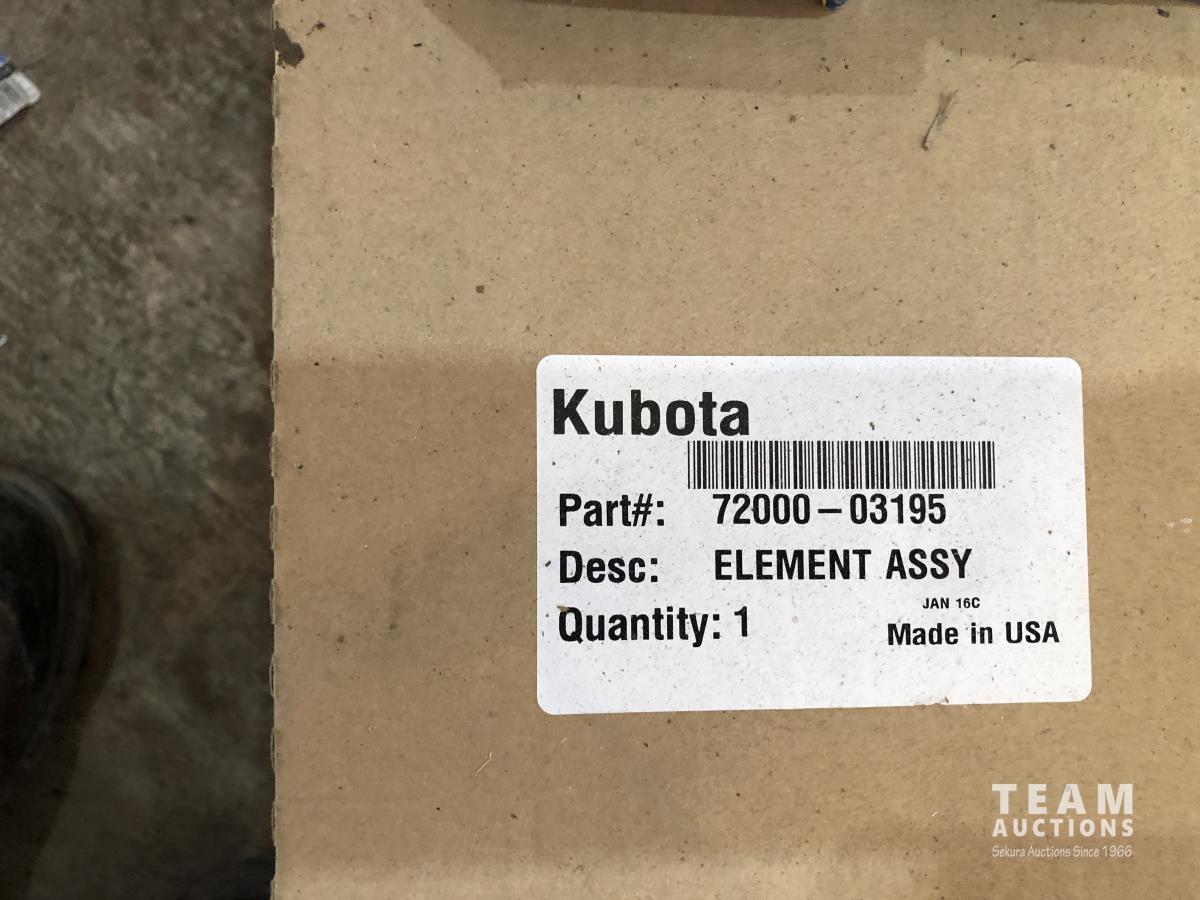 Kubota
Part#: 72000-03195
Desc: ELEMENT ASSY
JAN 16C
Quantity: 1
Made in USA
TEAM
AUCTIONS
Sekura Auctions Since 1966